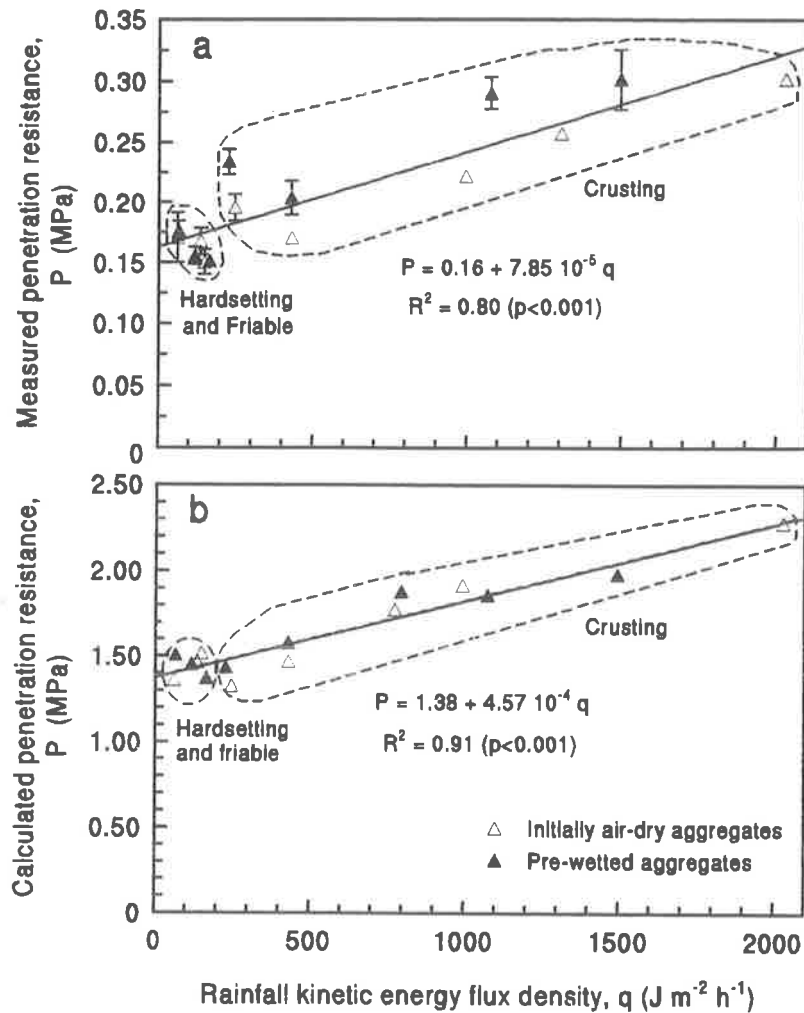 0.35
0.30
0.25
0.20
0.15
0.10
0.05
0
Measured penetration resistance,
P (MPa)
a
Crusting
Hardsetting
and Friable
P = 0.16 + 7.85 10⁻⁵ q
R² = 0.80 (p<0.001)
2.50
2.00
1.50
1.00
0.50
0
Calculated penetration resistance,
P (MPa)
b
Crusting
Hardsetting
and friable
P = 1.38 + 4.57 10⁻⁴ q
R² = 0.91 (p<0.001)
△ Initially air-dry aggregates
▲ Pre-wetted aggregates
0 500 1000 1500 2000
Rainfall kinetic energy flux density, q (J m⁻² h⁻¹)